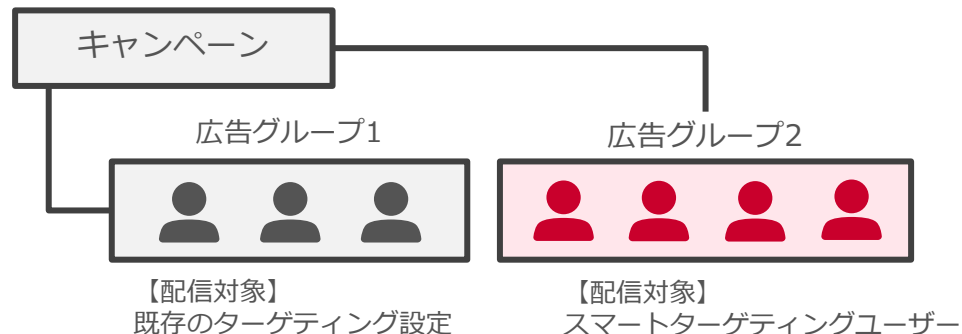 キャンペーン
広告グループ1
広告グループ2
【配信対象】
既存のターゲティング設定
【配信対象】
スマートターゲティングユーザー